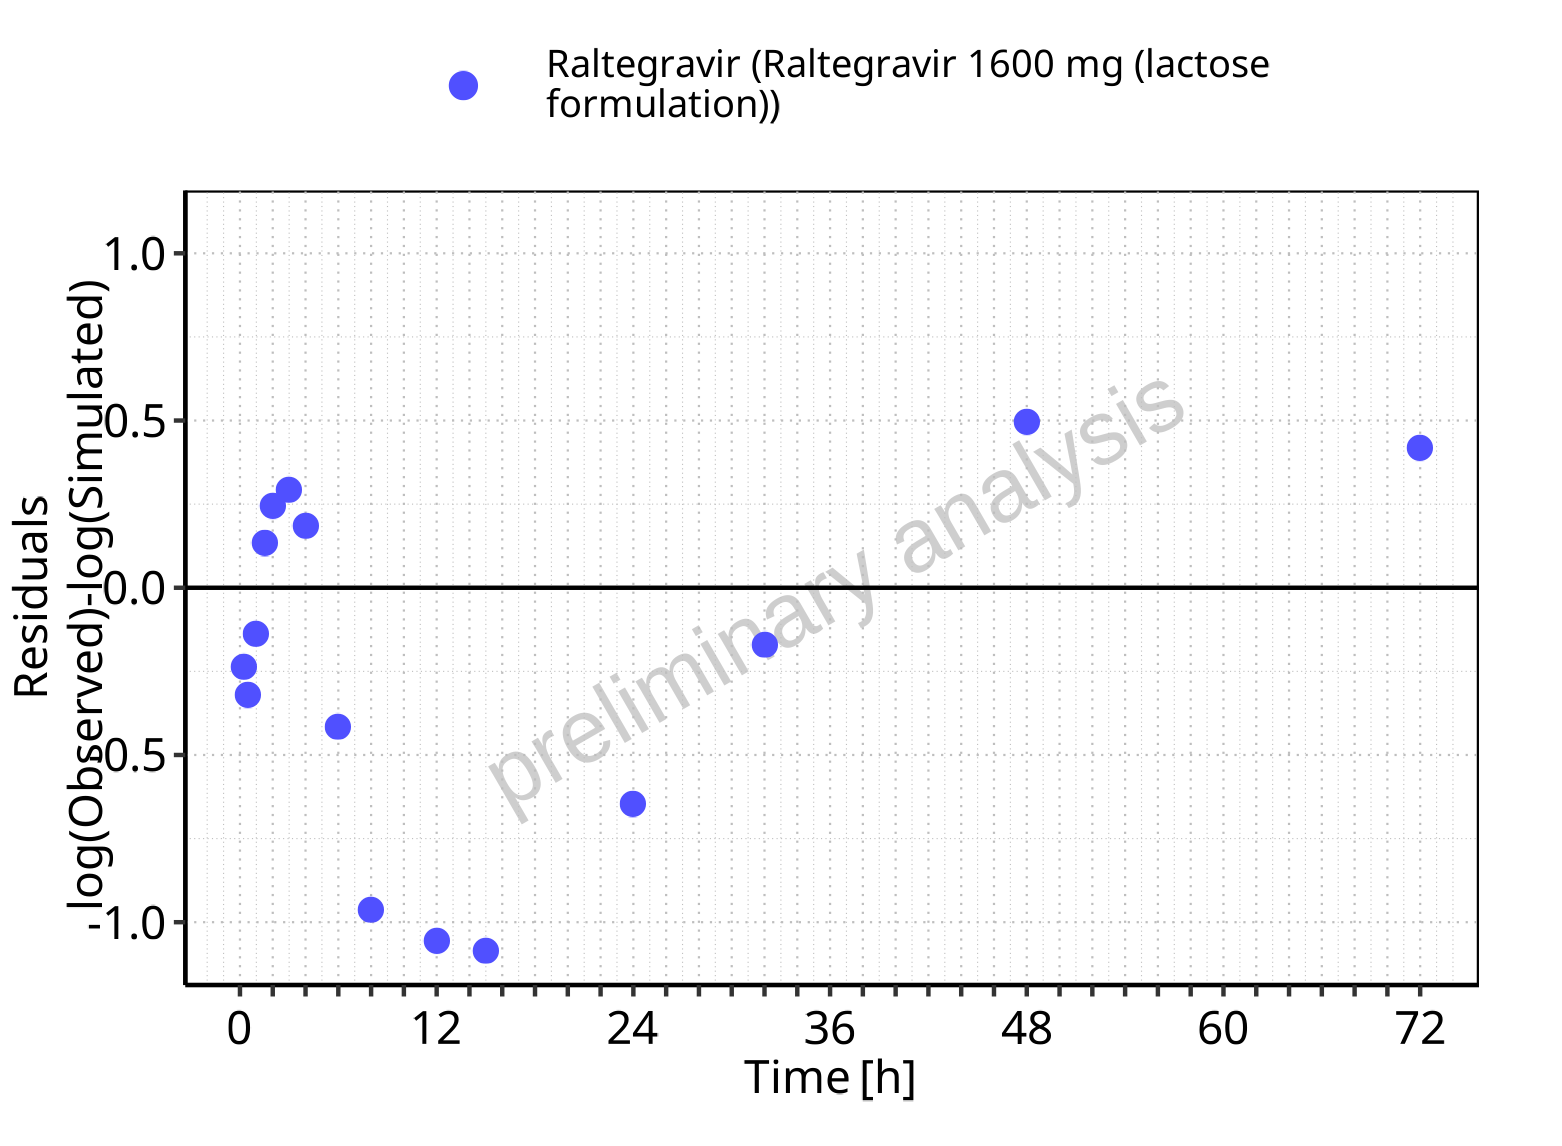 Raltegravir (Raltegravir 1600 mg (lactose
formulation))
Residuals
log(Observed)-log(Simulated)
1.0
0.5
0.0
-0.5
-1.0
preliminary analysis
0 12 24 36 48 60 72
Time [h]